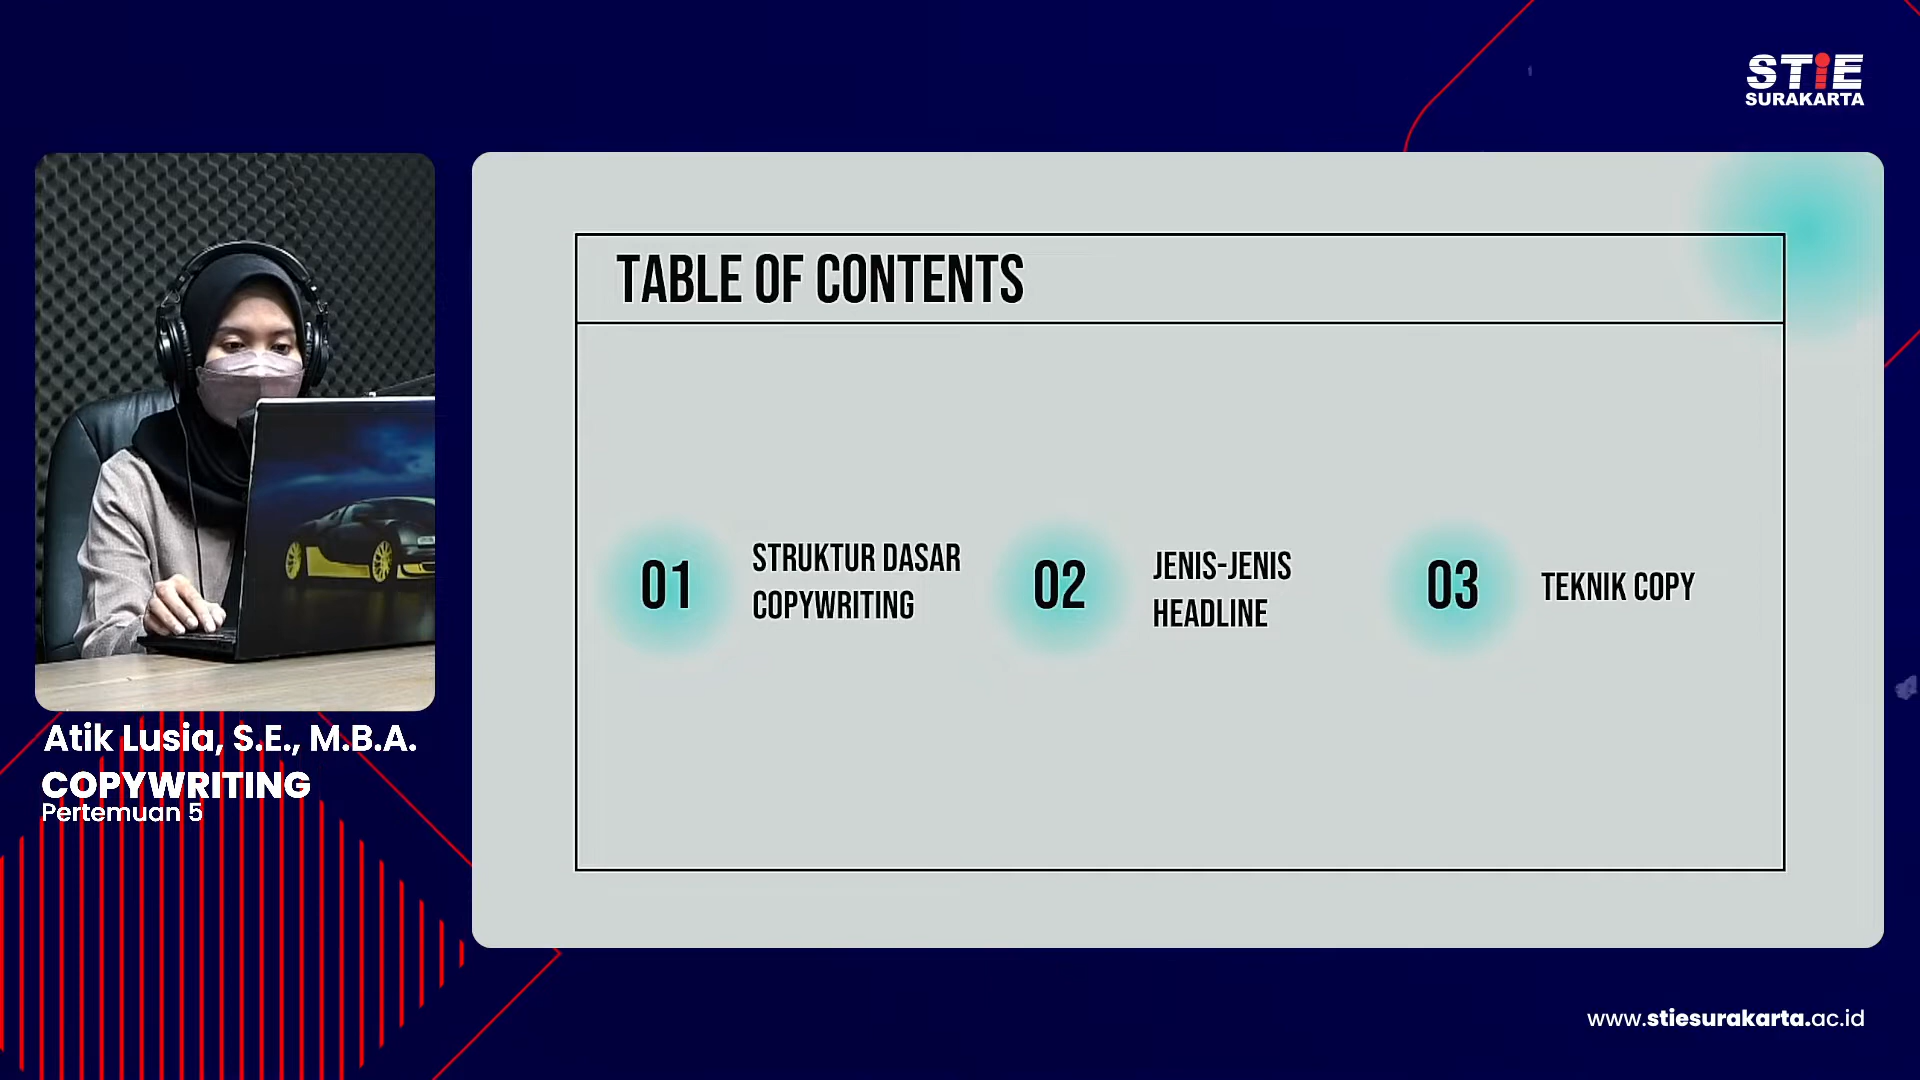 STiE
SURAKARTA
TABLE OF CONTENTS
01
STRUKTUR DASAR
COPYWRITING
02
JENIS-JENIS
HEADLINE
03
TEKNIK COPY
Atik Lusia, S.E., M.B.A.
COPYWRITING
Pertemuan 5
www.stiesurakarta.ac.id